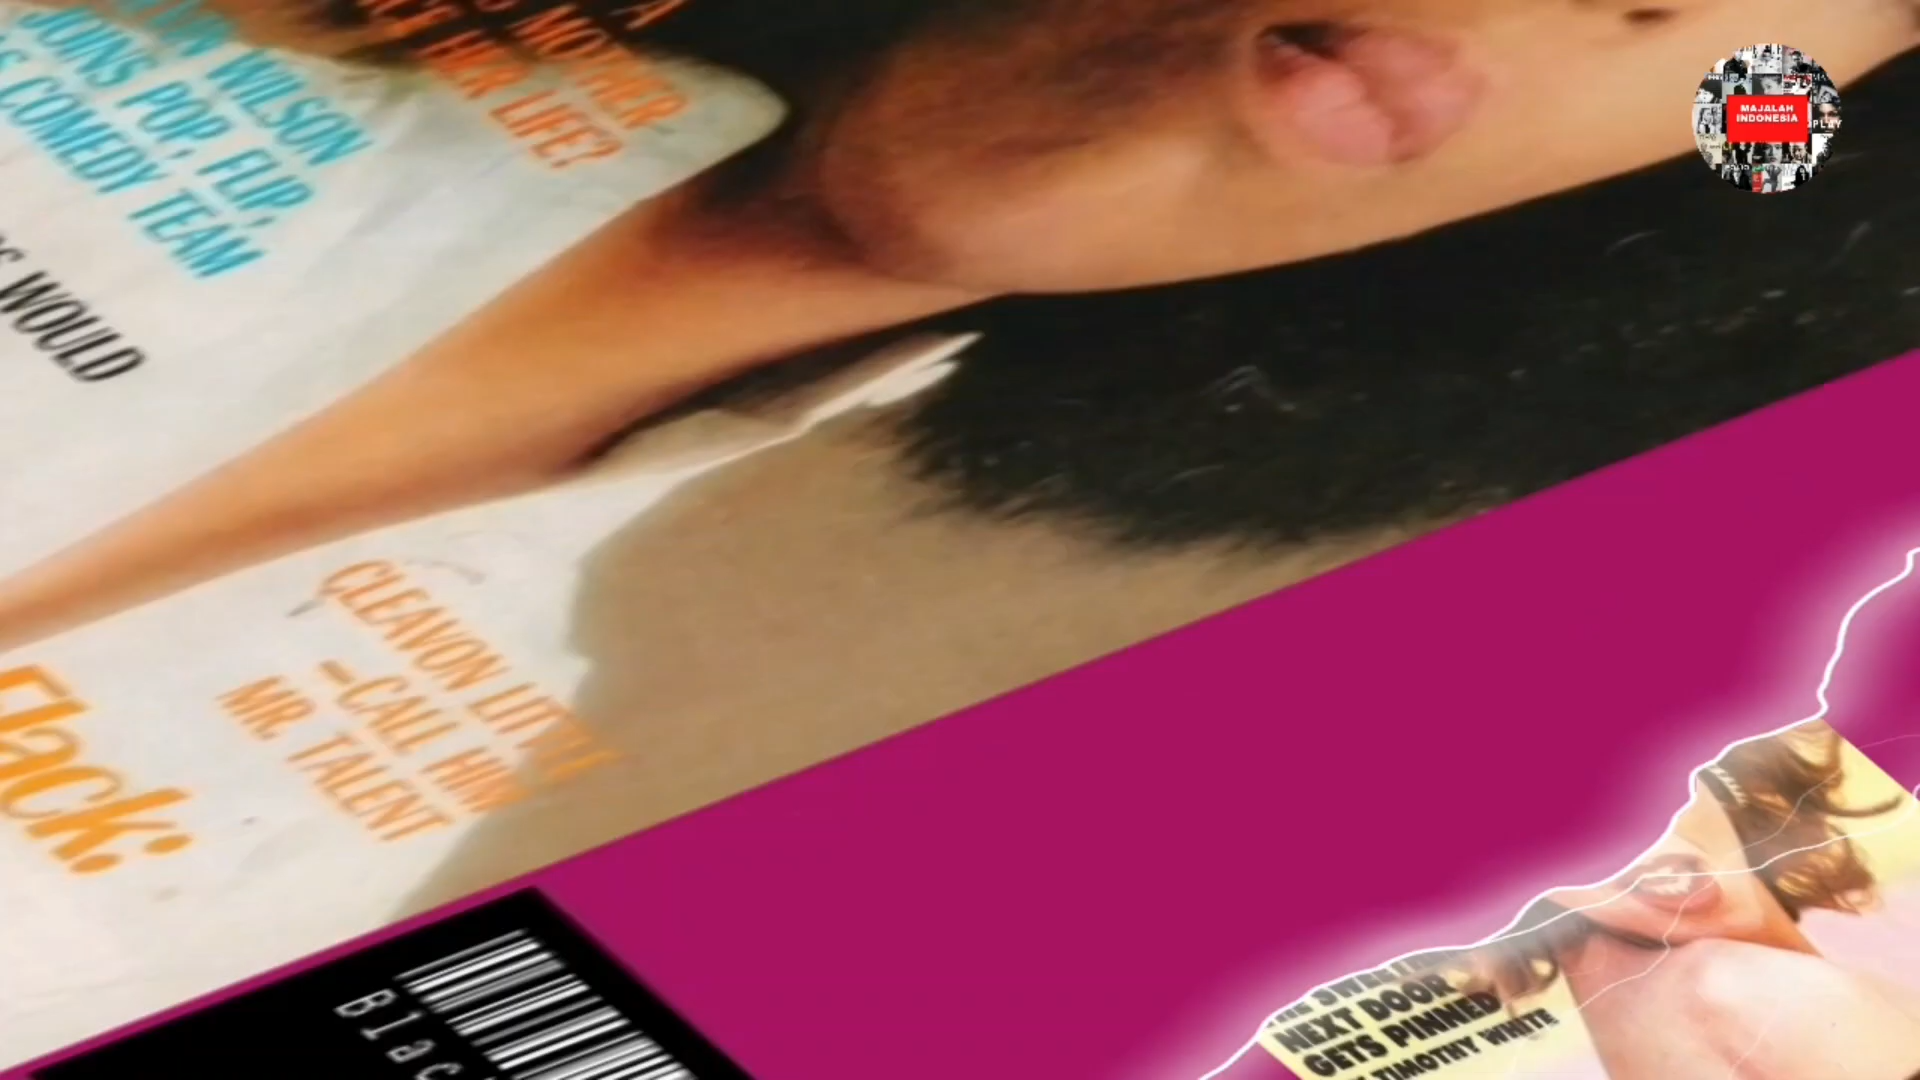 WILSON
JOINS POP, FLIP,
COMEDY TEAM
A
MOTHER
HER LIFE?
WOULD
CLEAVON LITTLE
—CALL HIM
MR. TALENT
Flack:
NEXT DOOR
GETS PINNED
TIMOTHY WHITE
MAJALAH
INDONESIA
PLAY